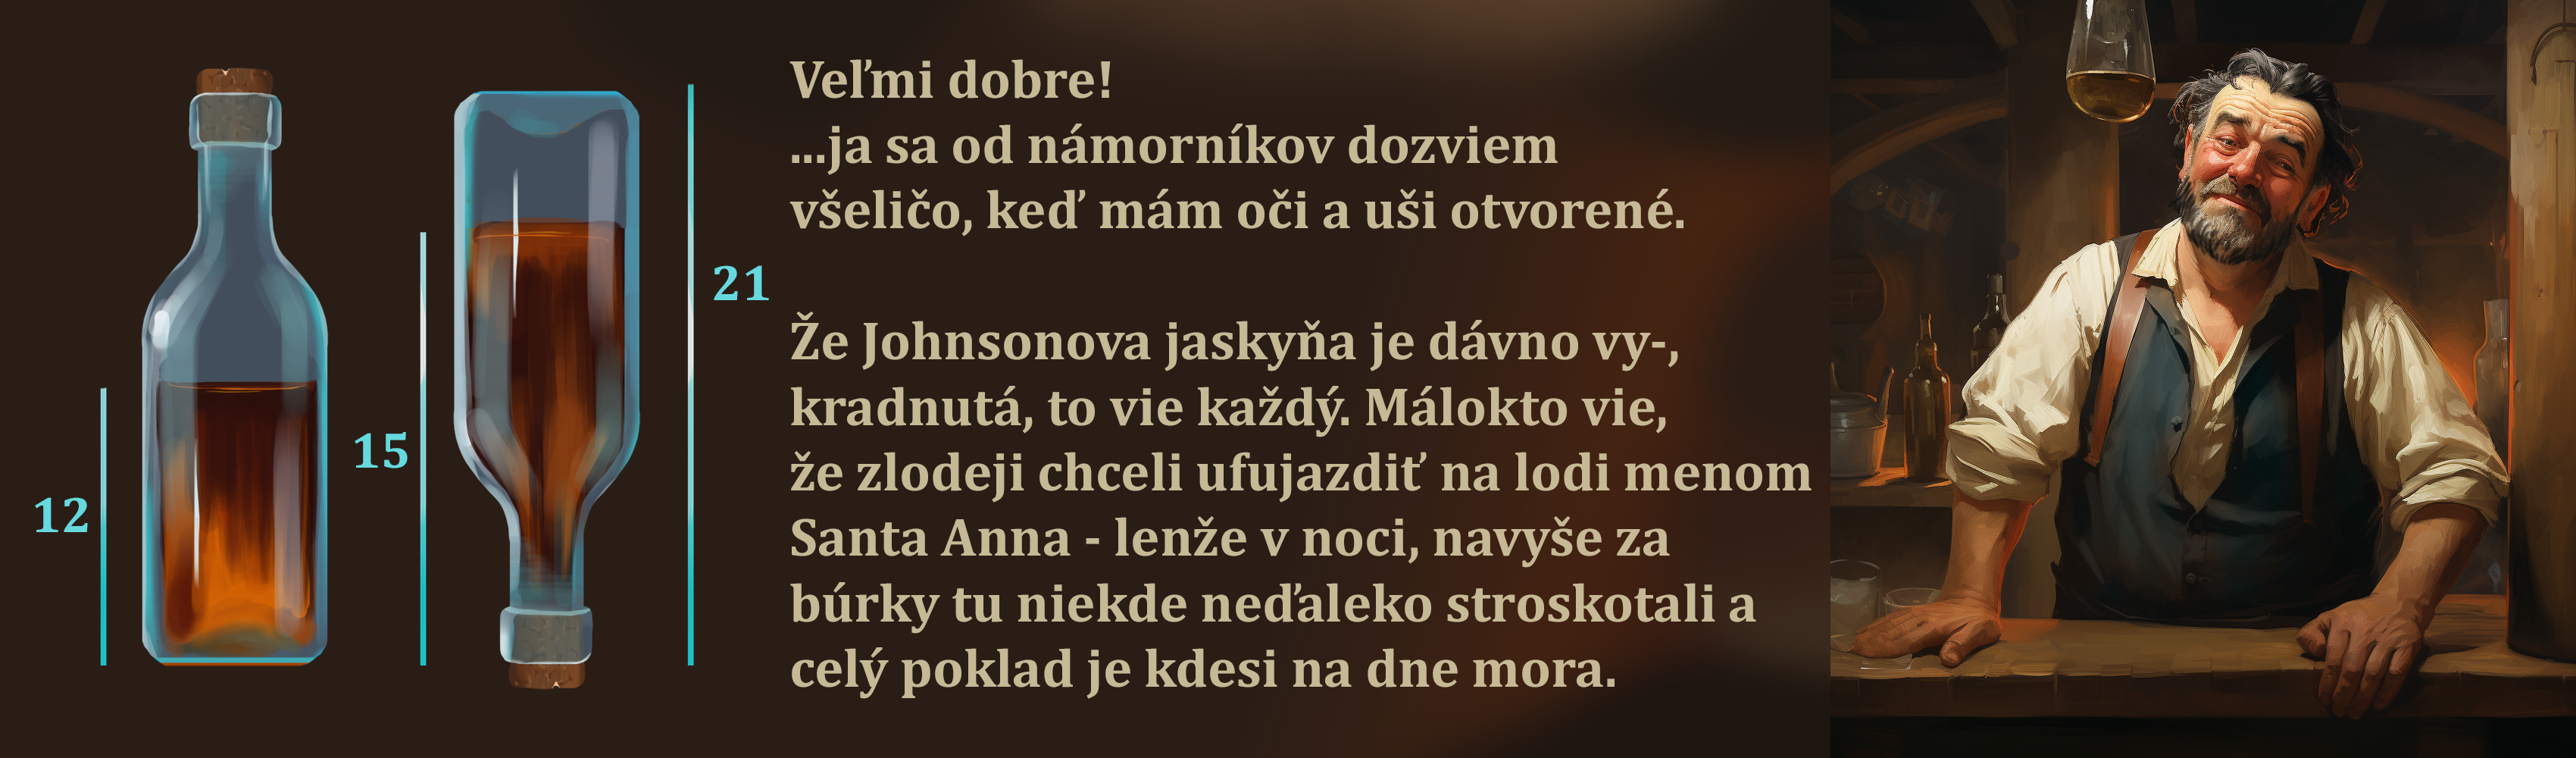 12
15
21
Veľmi dobre!
...ja sa od námorníkov dozviem
všeličo, keď mám oči a uši otvorené.
Že Johnsonova jaskyňa je dávno vy-,
kradnutá, to vie každý. Málokto vie,
že zlodeji chceli ufujazdiť na lodi menom
Santa Anna - lenže v noci, navyše za
búrky tu niekde neďaleko stroskotali a
celý poklad je kdesi na dne mora.